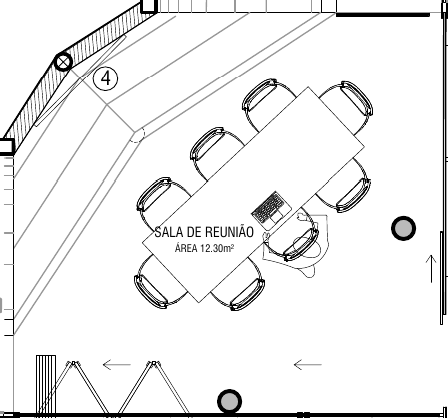 4
SALA DE REUNIÃO
ÁREA 12.30m²